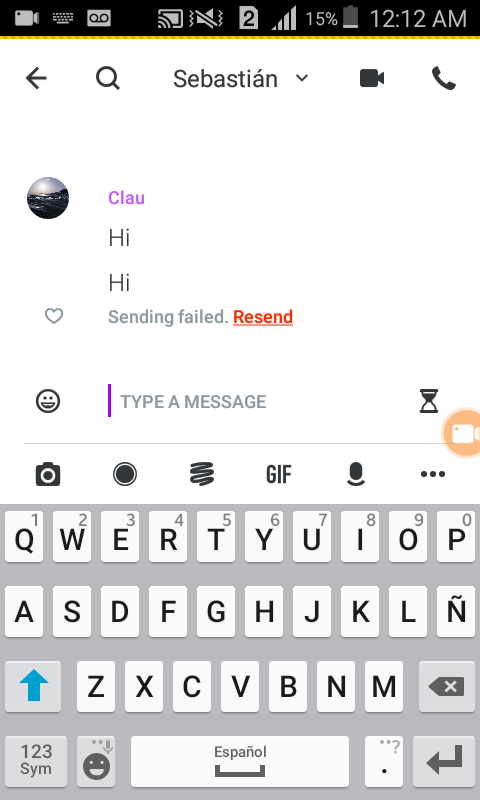 2 15% 12:12 AM
Sebastián
Clau
Hi
Hi
Sending failed. Resend
TYPE A MESSAGE
GIF
1 2 3 4 5 6 7 8 9 0
Q W E R T Y U I O P
A S D F G H J K L Ñ
Z X C V B N M
123 Español ?
Sym .